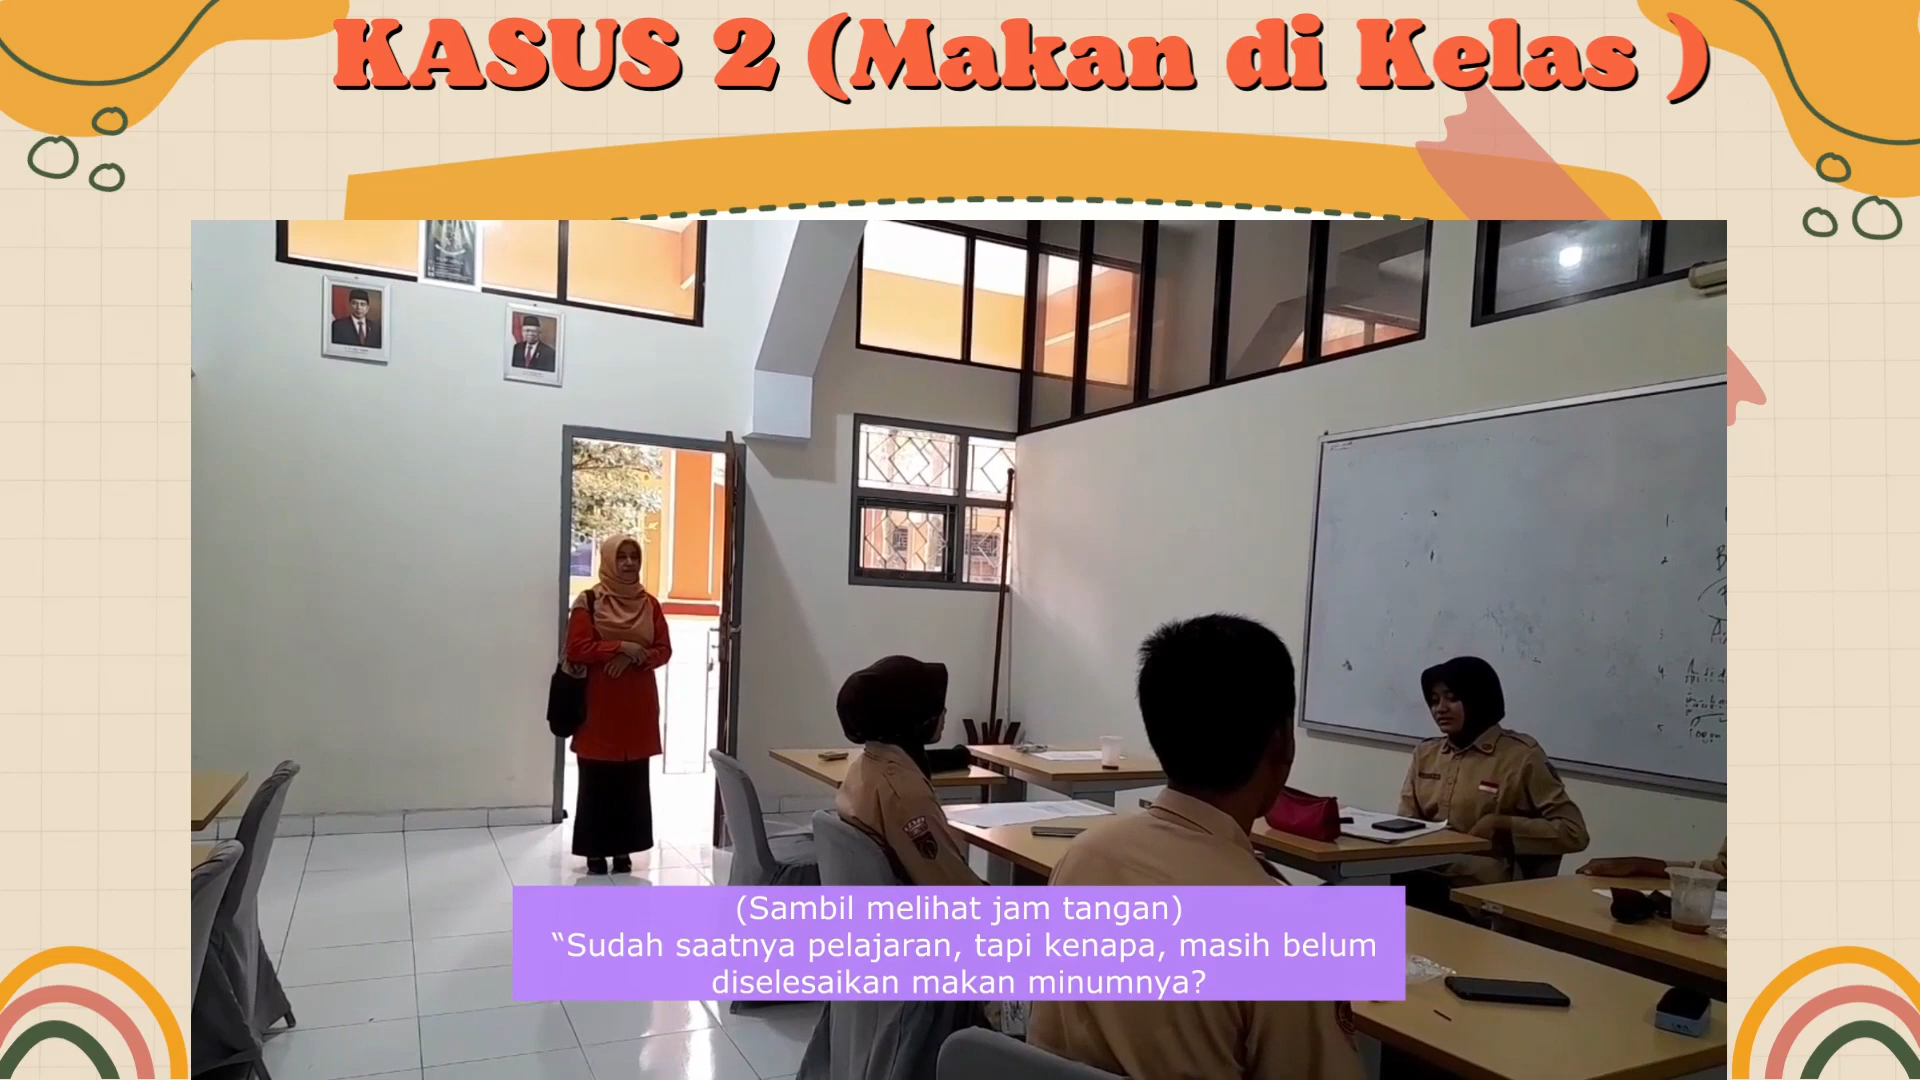 KASUS 2 (Makan di Kelas )
(Sambil melihat jam tangan)
“Sudah saatnya pelajaran, tapi kenapa, masih belum
diselesaikan makan minumnya?